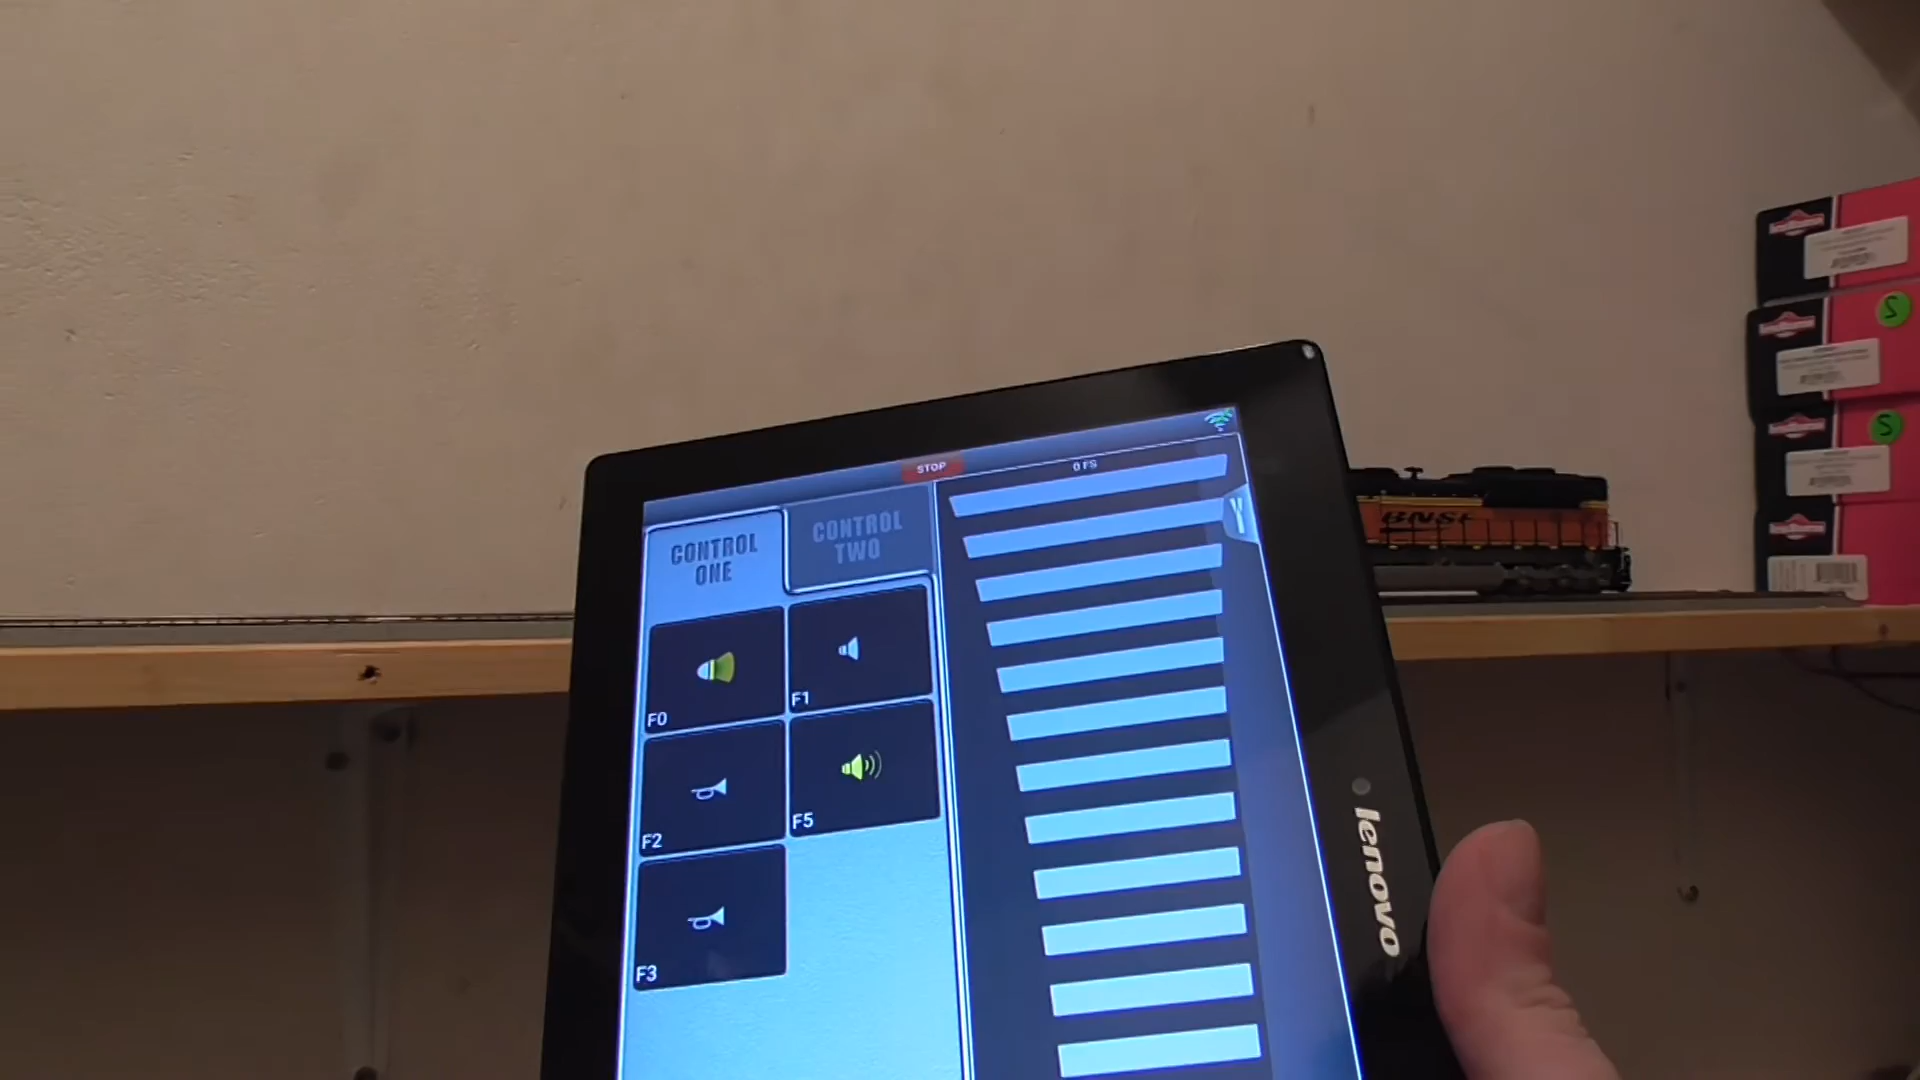 STOP
0 FS
CONTROL
ONE
CONTROL
TWO
F0
F1
F2
F5
F3
lenovo
BNSF
S
S